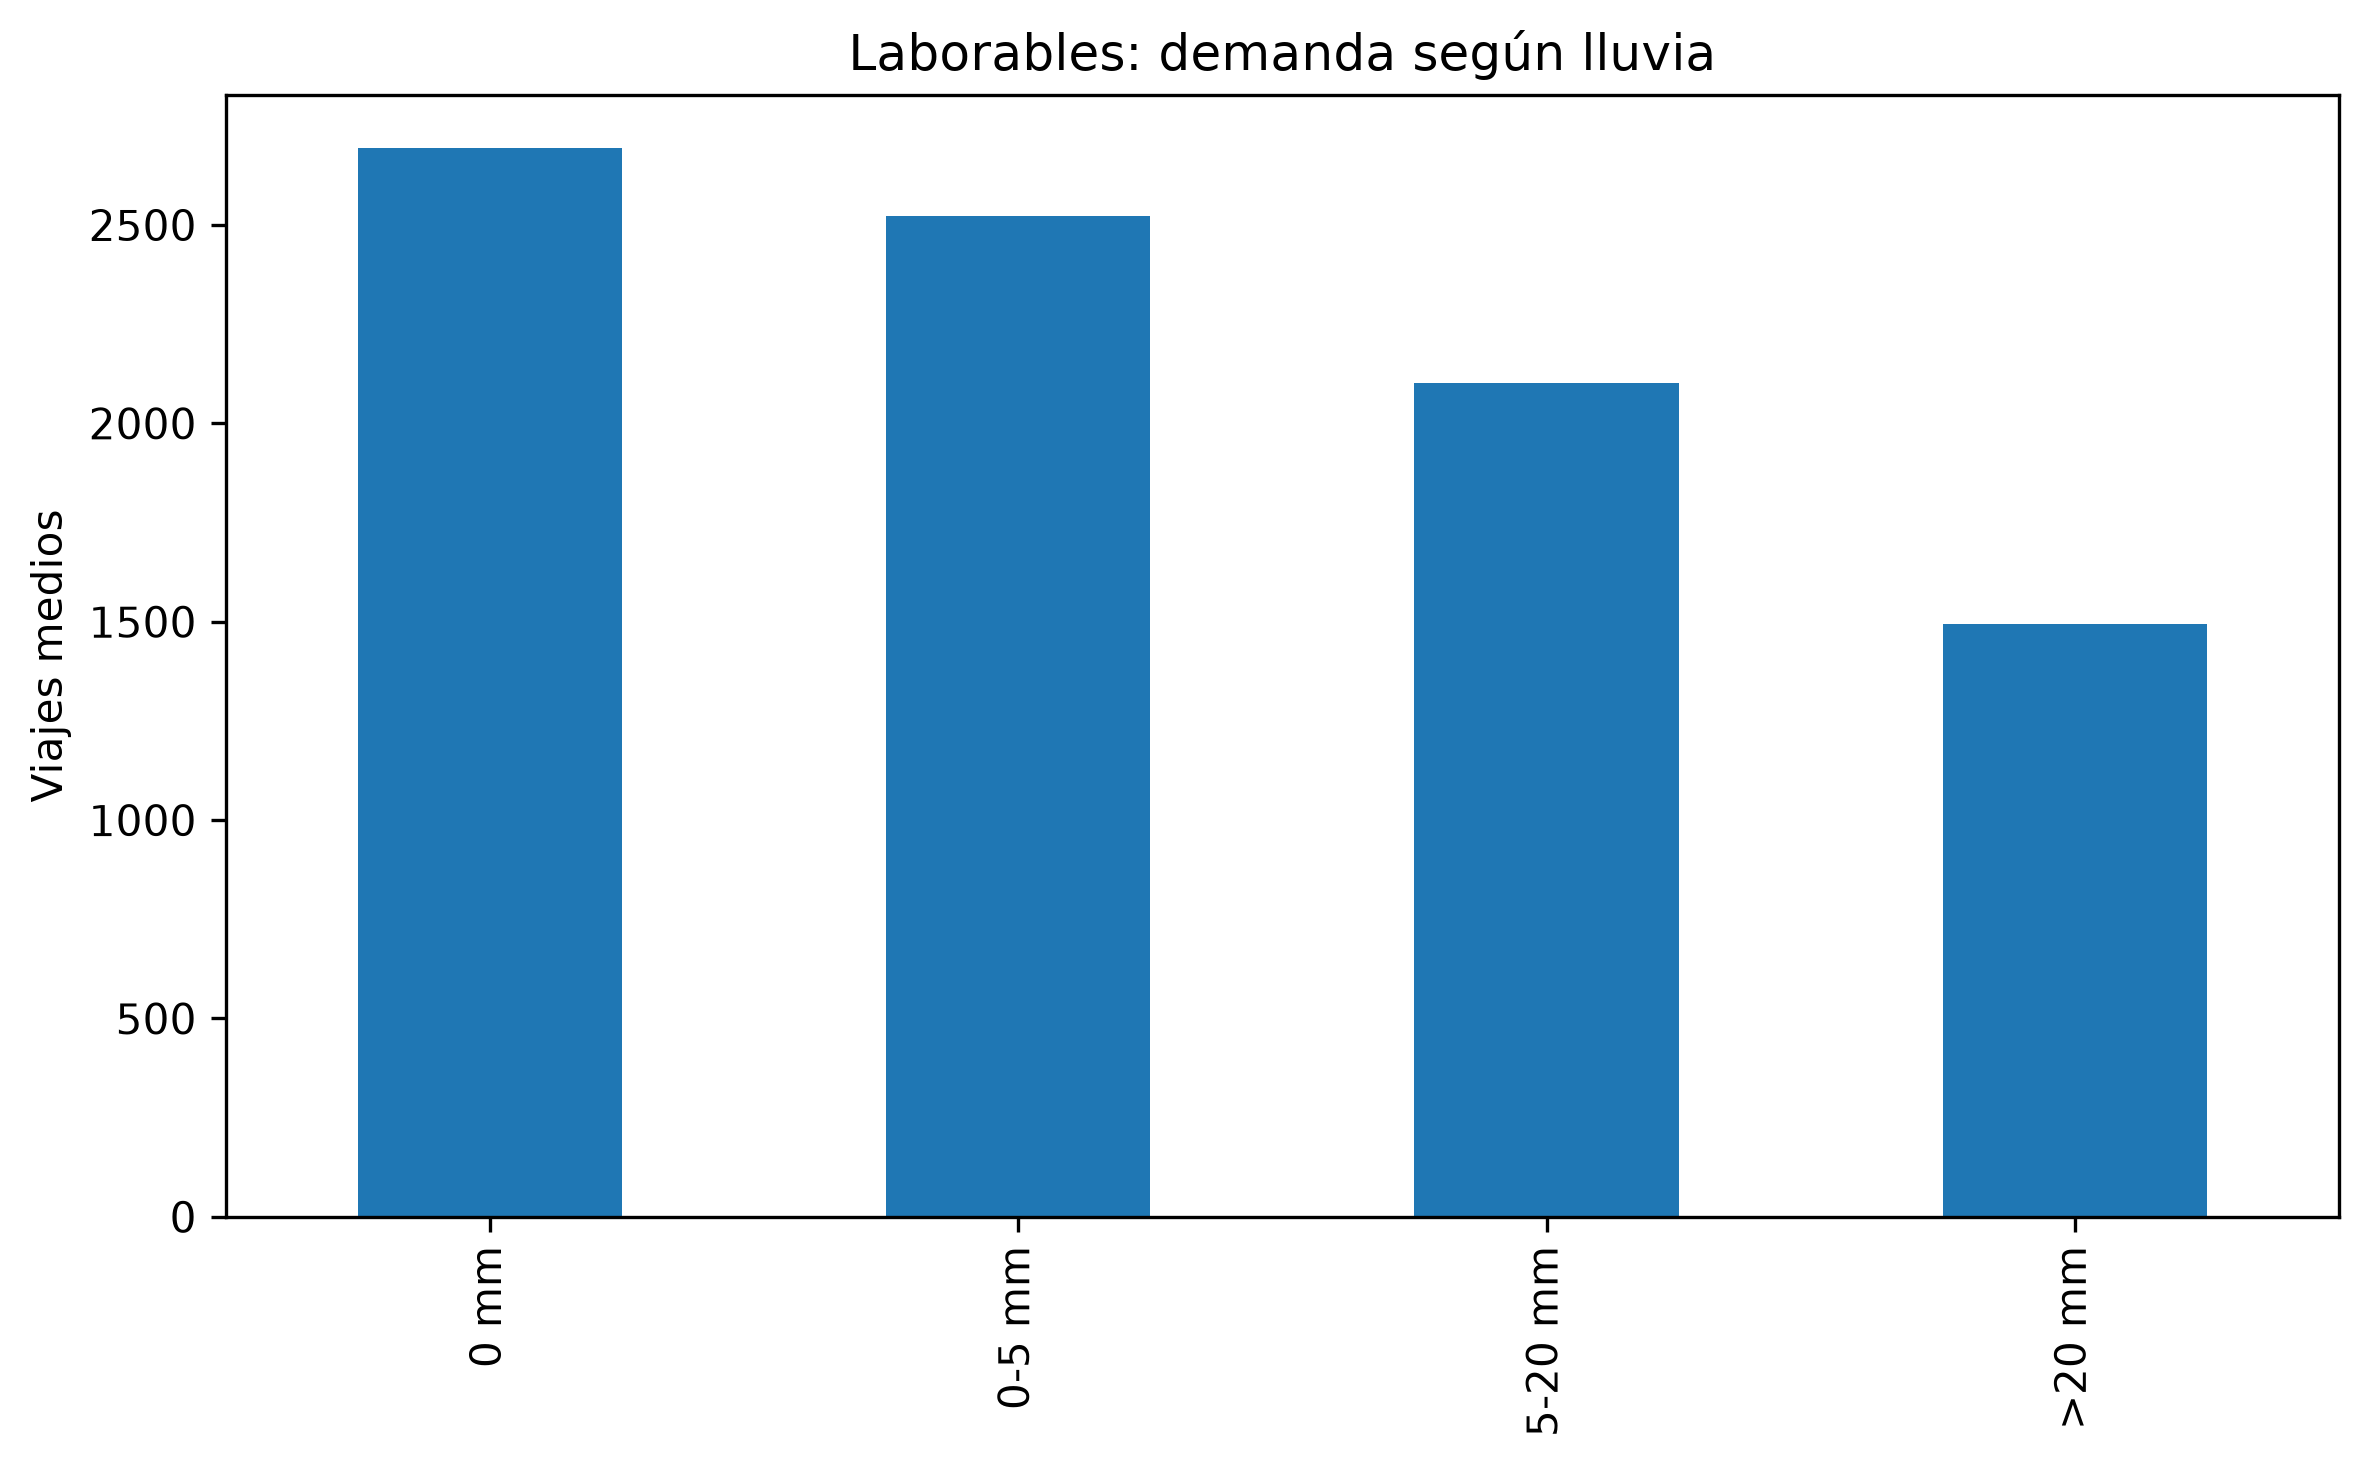 Laborables: demanda según lluvia
Viajes medios
2500
2000
1500
1000
500
0
0 mm
0-5 mm
5-20 mm
>20 mm